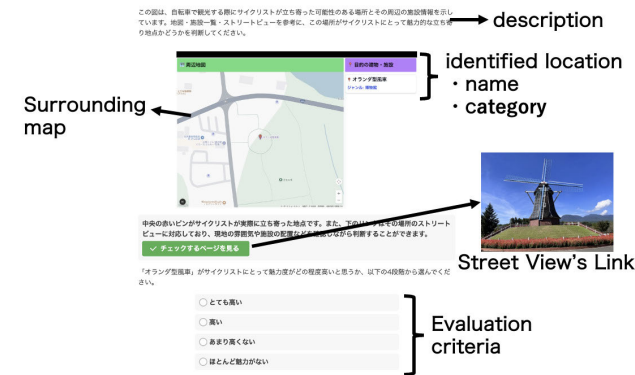 この図は、自転車で観光する際にサイクリストが立ち寄った可能性のある場所とその周辺の施設情報を示し
ています。地図・施設一覧・ストリートビューを参考に、この場所がサイクリストにとって魅力的な立ち寄
り地点かどうかを判断してください。
description
周辺地図
目的の建物・施設
オランダ型風車
ジャンル: 博物館
identified location
・name
・category
Surrounding
map
中央の赤いピンがサイクリストが実際に立ち寄った地点です。また、下のリンクはその場所のストリート
ビューに対応しており、現地の雰囲気や施設の配置などを確認しながら判断することができます。
✓ チェックするページを見る
Street View's Link
「オランダ型風車」がサイクリストにとって魅力度がどの程度高いと思うか、以下の4段階から選んでくだ
さい。
とても高い
高い
あまり高くない
ほとんど魅力がない
Evaluation
criteria